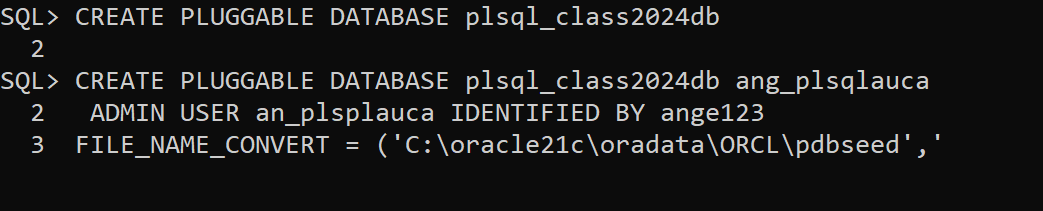 SQL> CREATE PLUGGABLE DATABASE plsql_class2024db
2
SQL> CREATE PLUGGABLE DATABASE plsql_class2024db ang_plsqlauca
2 ADMIN USER an_plsplauca IDENTIFIED BY ange123
3 FILE_NAME_CONVERT = ('C:\oracle21c\oradata\ORCL\pdbseed','